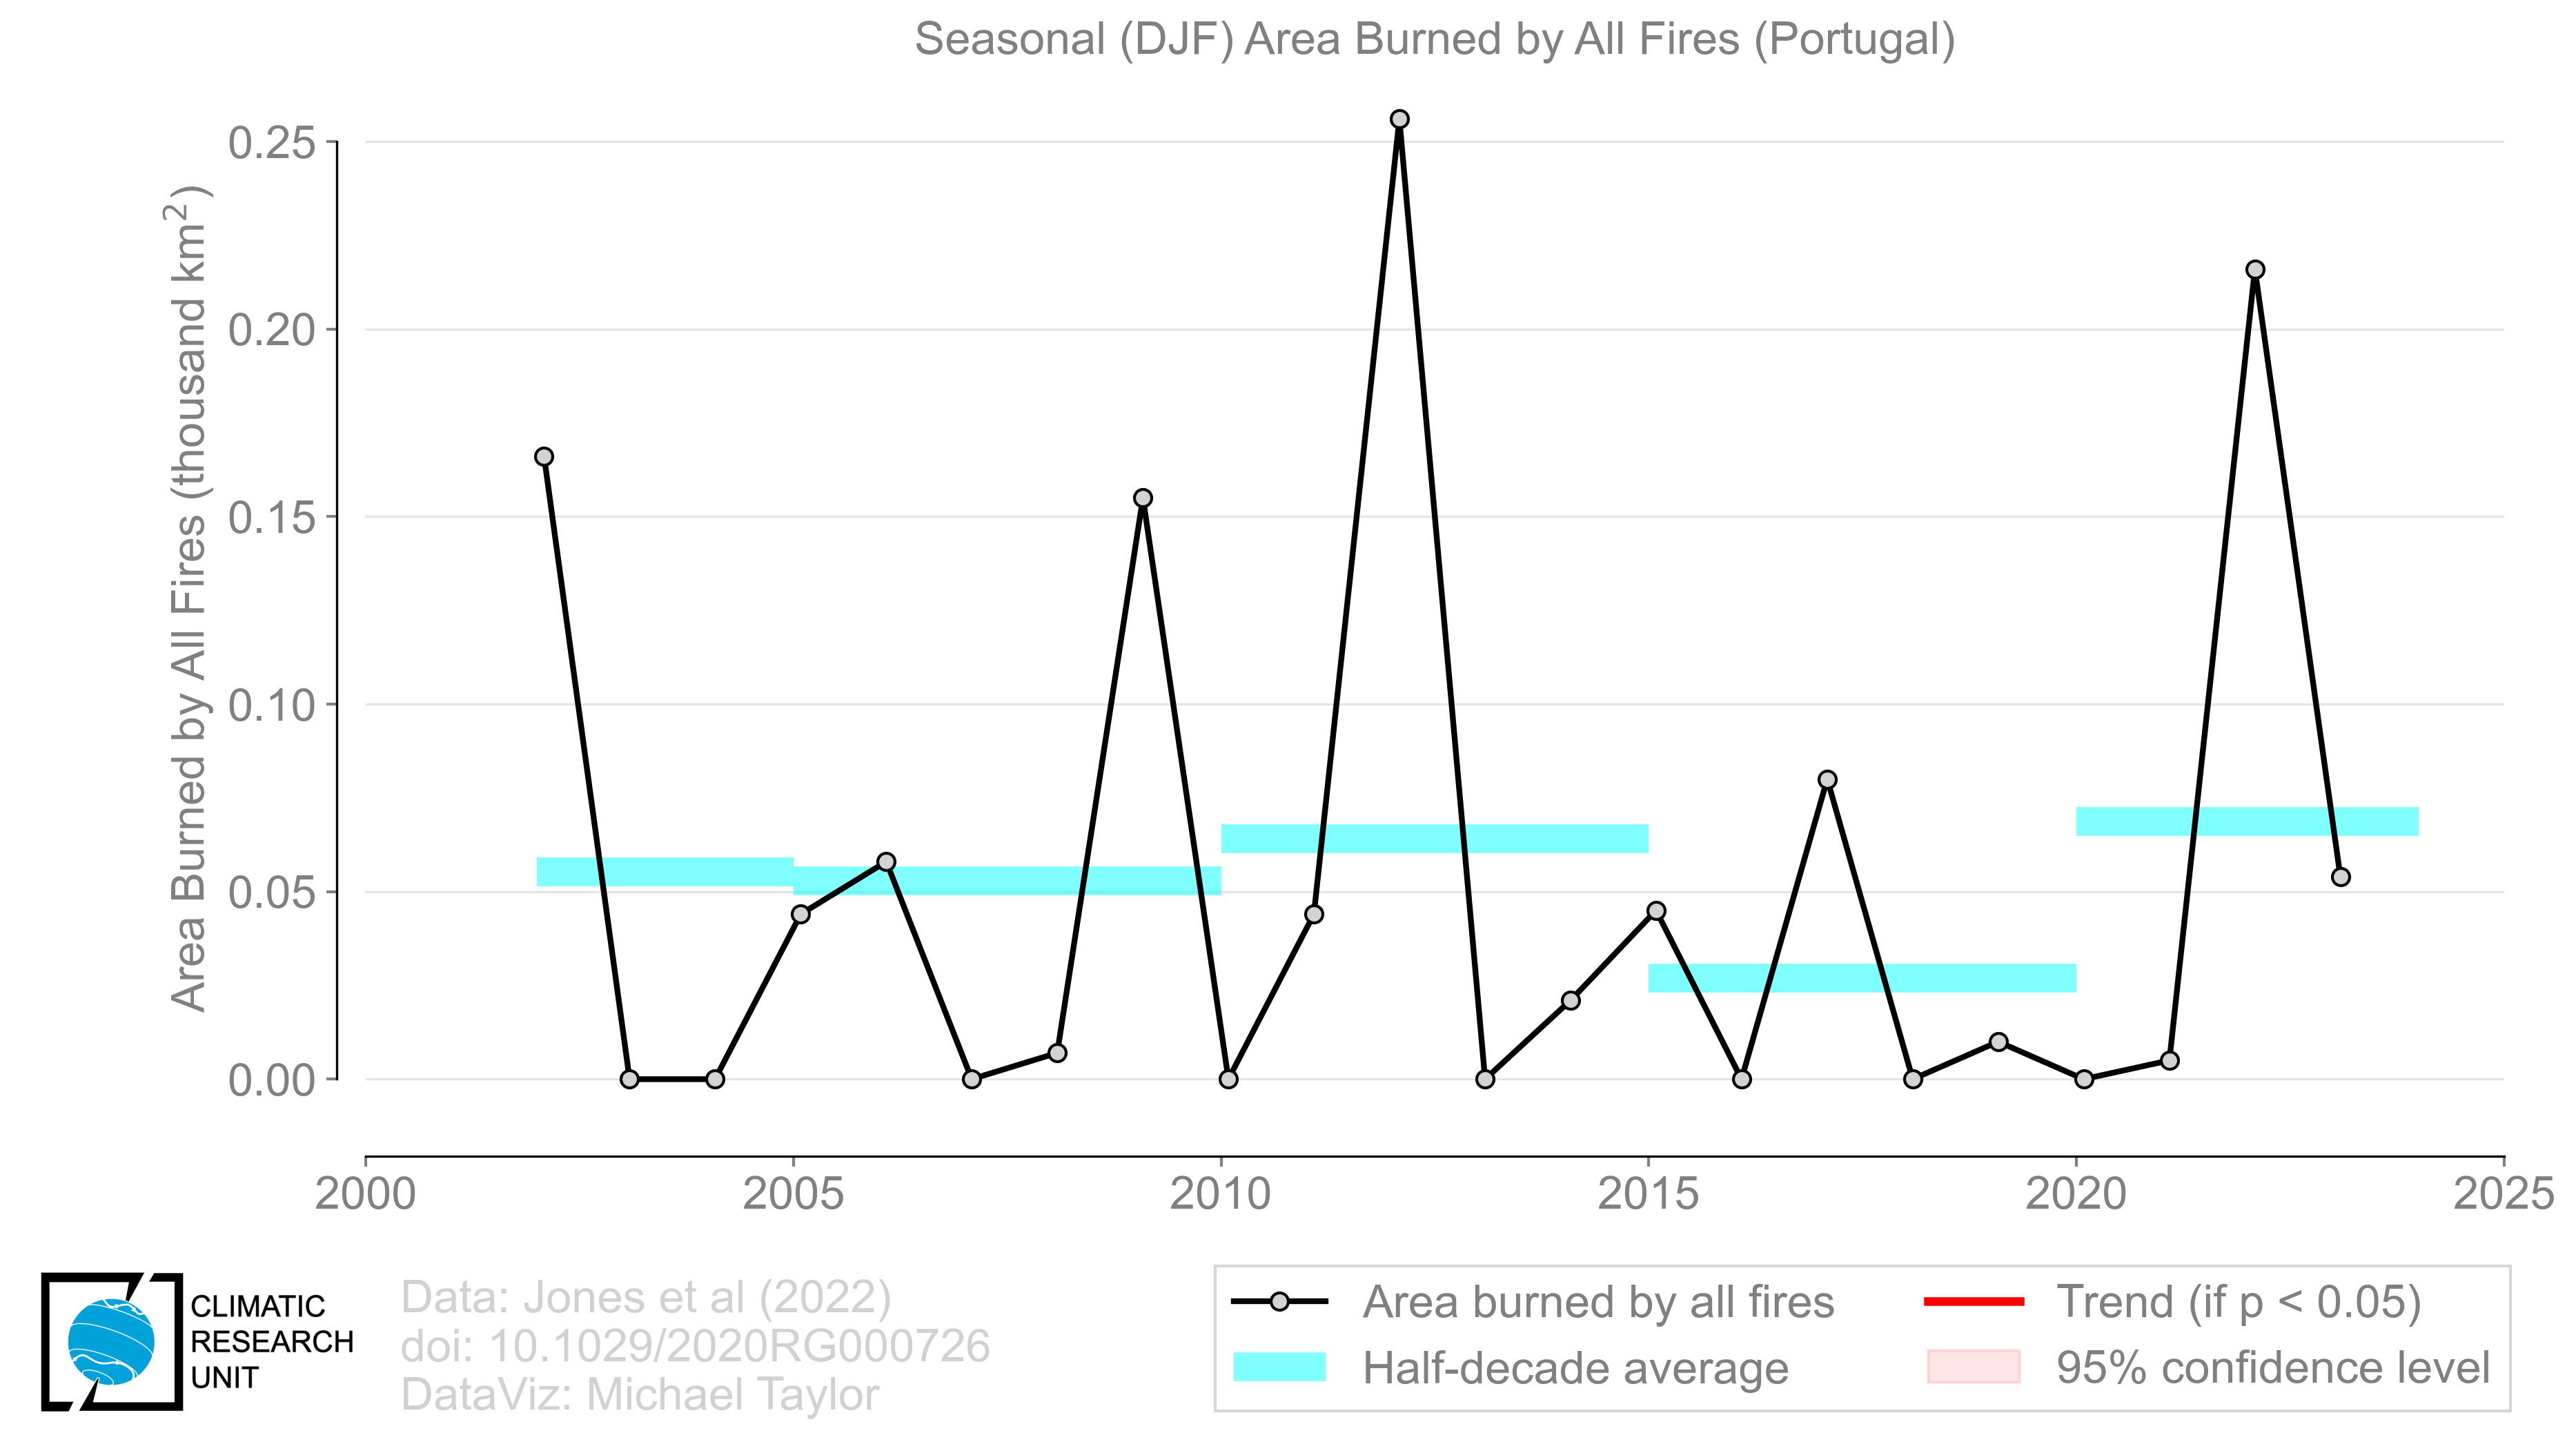 Seasonal (DJF) Area Burned by All Fires (Portugal)
Area Burned by All Fires (thousand km²)
0.25
0.20
0.15
0.10
0.05
0.00
2000 2005 2010 2015 2020 2025
CLIMATIC
RESEARCH
UNIT
Data: Jones et al (2022)
doi: 10.1029/2020RG000726
DataViz: Michael Taylor
Area burned by all fires
Half-decade average
Trend (if p < 0.05)
95% confidence level